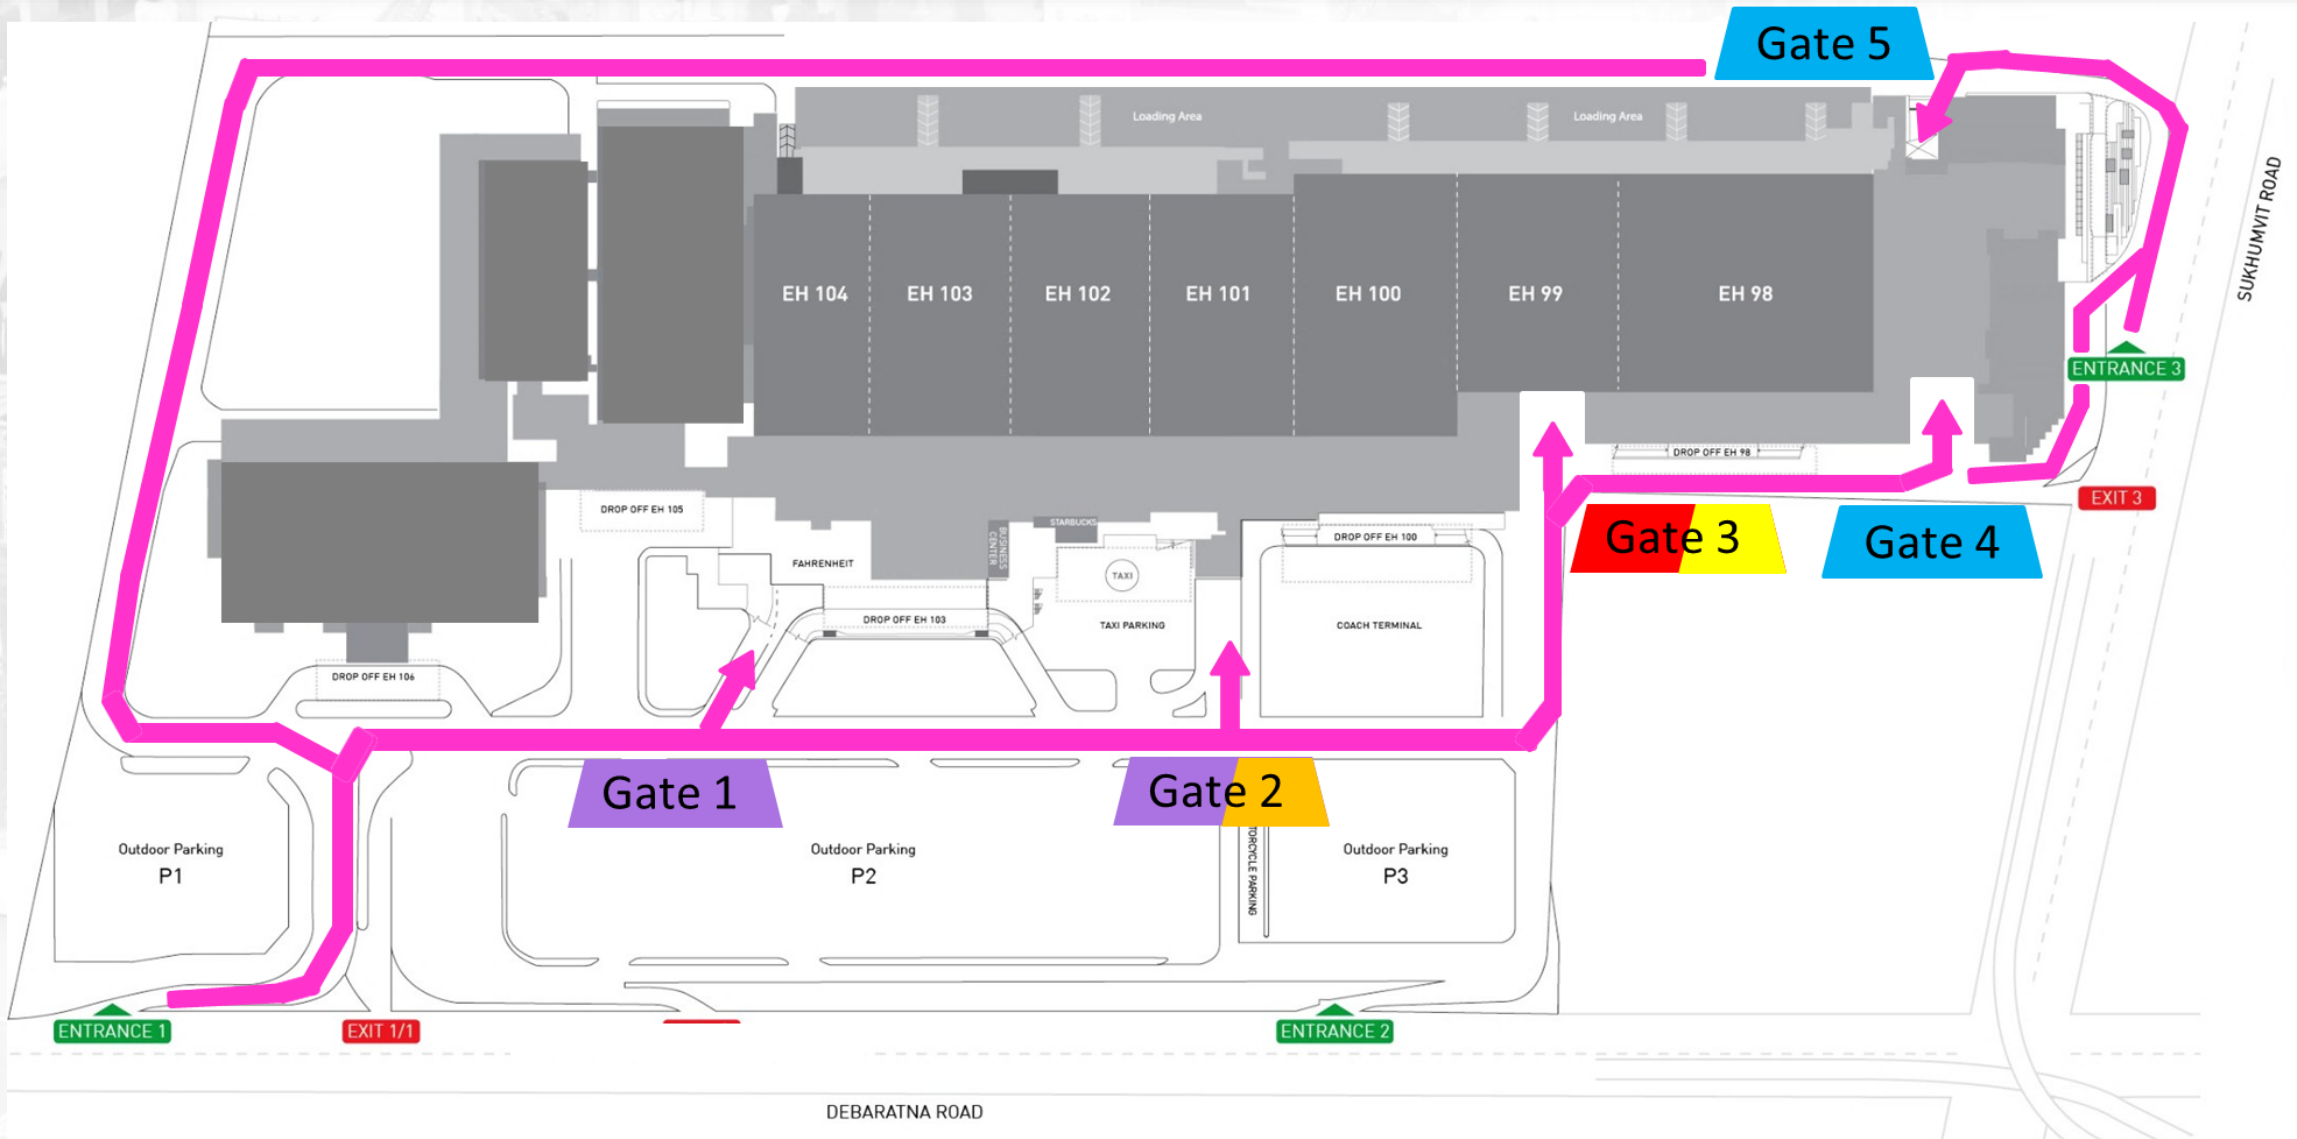 Gate 5
Loading Area
Loading Area
SUKHUMVIT ROAD
EH 104
EH 103
EH 102
EH 101
EH 100
EH 99
EH 98
ENTRANCE 3
DROP OFF EH 98
EXIT 3
DROP OFF EH 105
STARBUCKS
BUSINESS
CENTER
DROP OFF EH 100
Gate 3
Gate 4
FAHRENHEIT
TAXI
DROP OFF EH 103
TAXI PARKING
COACH TERMINAL
DROP OFF EH 106
Gate 1
Gate 2
TORCYCLE PARKING
Outdoor Parking
P1
Outdoor Parking
P2
Outdoor Parking
P3
ENTRANCE 1
EXIT 1/1
ENTRANCE 2
DEBARATNA ROAD